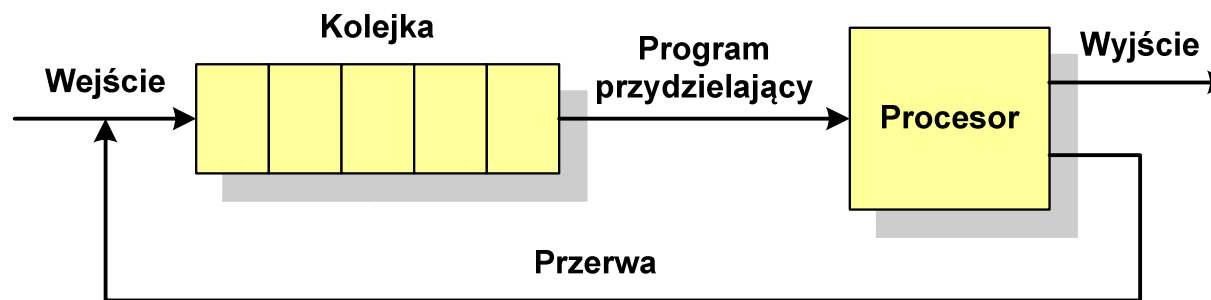 Kolejka
Wejście
Program
przydzielający
Procesor
Wyjście
Przerwa